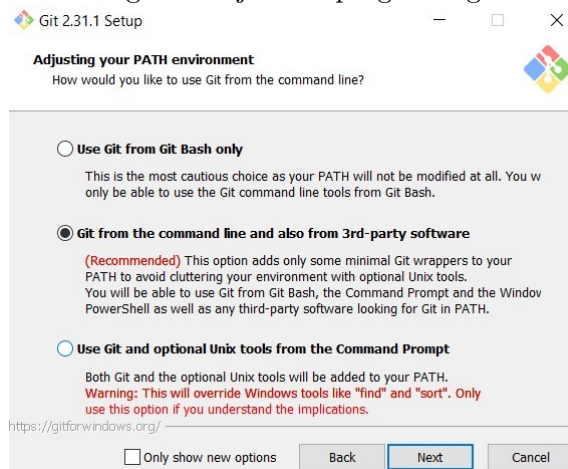 Git 2.31.1 Setup
Adjusting your PATH environment
How would you like to use Git from the command line?
Use Git from Git Bash only
This is the most cautious choice as your PATH will not be modified at all. You w
only be able to use the Git command line tools from Git Bash.
Git from the command line and also from 3rd-party software
(Recommended) This option adds only some minimal Git wrappers to your
PATH to avoid cluttering your environment with optional Unix tools.
You will be able to use Git from Git Bash, the Command Prompt and the Window
PowerShell as well as any third-party software looking for Git in PATH.
Use Git and optional Unix tools from the Command Prompt
Both Git and the optional Unix tools will be added to your PATH.
Warning: This will override Windows tools like "find" and "sort". Only
use this option if you understand the implications.
https://gitforwindows.org/
Only show new options Back Next Cancel